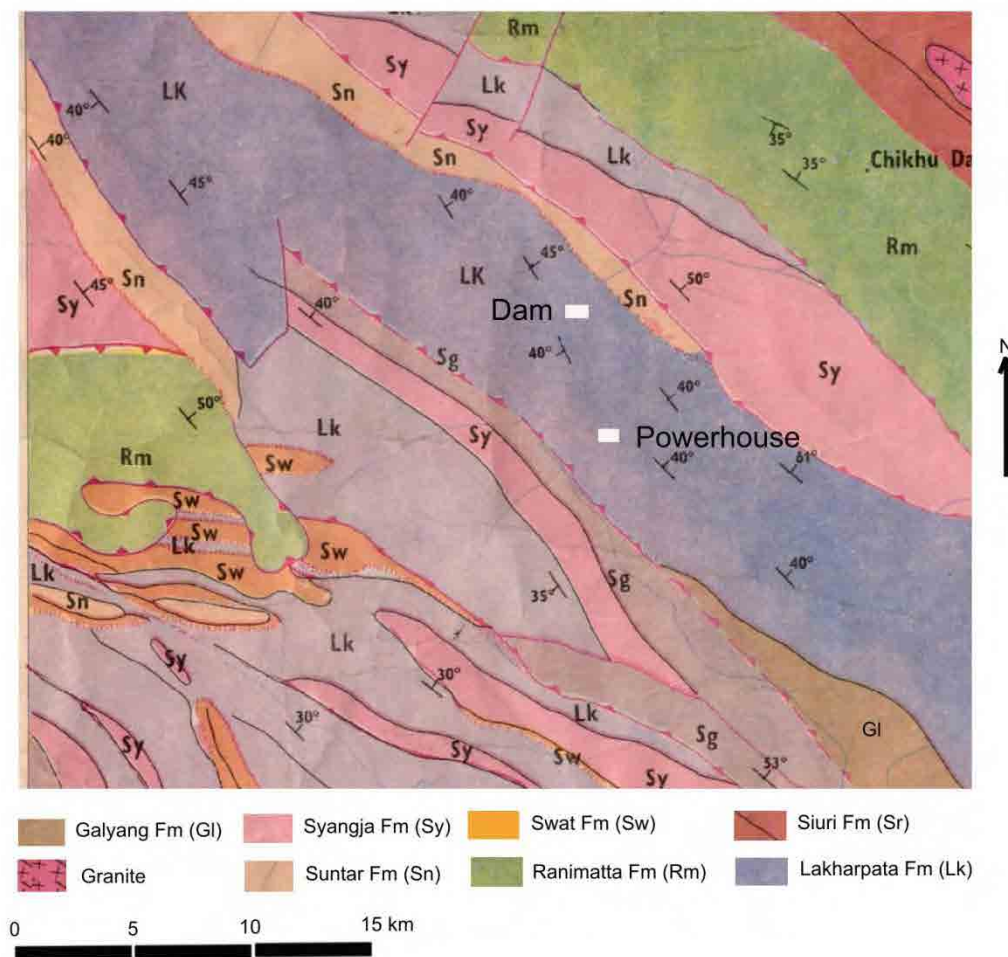 Lk
Rm
Sy
Lk
LK
Sn
40°
Sy
35°
40°
Sn
Lk
35°
Chikhu Da
45°
40°
Rm
45°
LK
50°
Sn
45°
Sy
Sn
Dam
40°
N
Sg
40°
Sy
40°
50°
Lk
Sy
Powerhouse
Rm
Sw
40°
61°
Sw
Sw
Lk
Sw
Sw
40°
Lk
Sg
35°
Sn
Lk
Sy
30°
Lk
30°
Sg
Gl
Sy
Sy
Sw
Sy
53°
Galyang Fm (Gl)
Syangja Fm (Sy)
Swat Fm (Sw)
Siuri Fm (Sr)
Granite
Suntar Fm (Sn)
Ranimatta Fm (Rm)
Lakharpata Fm (Lk)
0 5 10 15 km